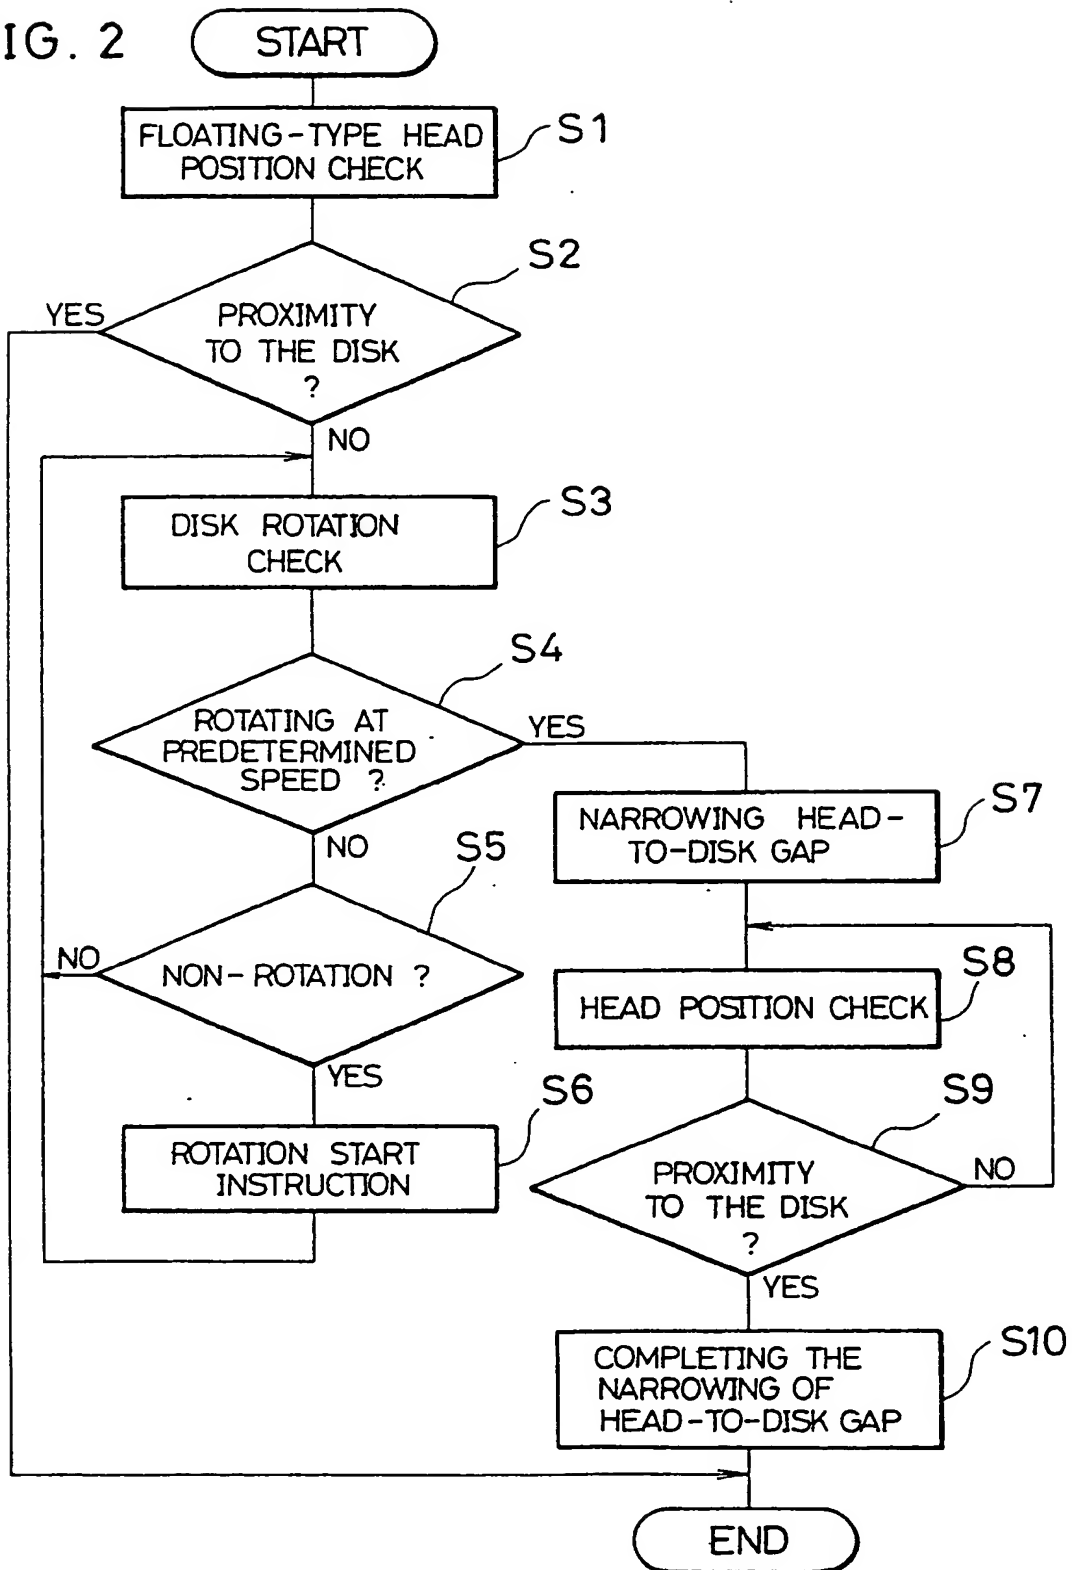 IG. 2
START
FLOATING-TYPE HEAD
POSITION CHECK
S1
S2
YES
PROXIMITY
TO THE DISK
?
NO
DISK ROTATION
CHECK
S3
S4
ROTATING AT
PREDETERMINED
SPEED ?
YES
NO
S5
NO
NON-ROTATION ?
YES
S6
ROTATION START
INSTRUCTION
S7
NARROWING HEAD-
TO-DISK GAP
S8
HEAD POSITION CHECK
S9
PROXIMITY
TO THE DISK
?
NO
YES
S10
COMPLETING THE
NARROWING OF
HEAD-TO-DISK GAP
END